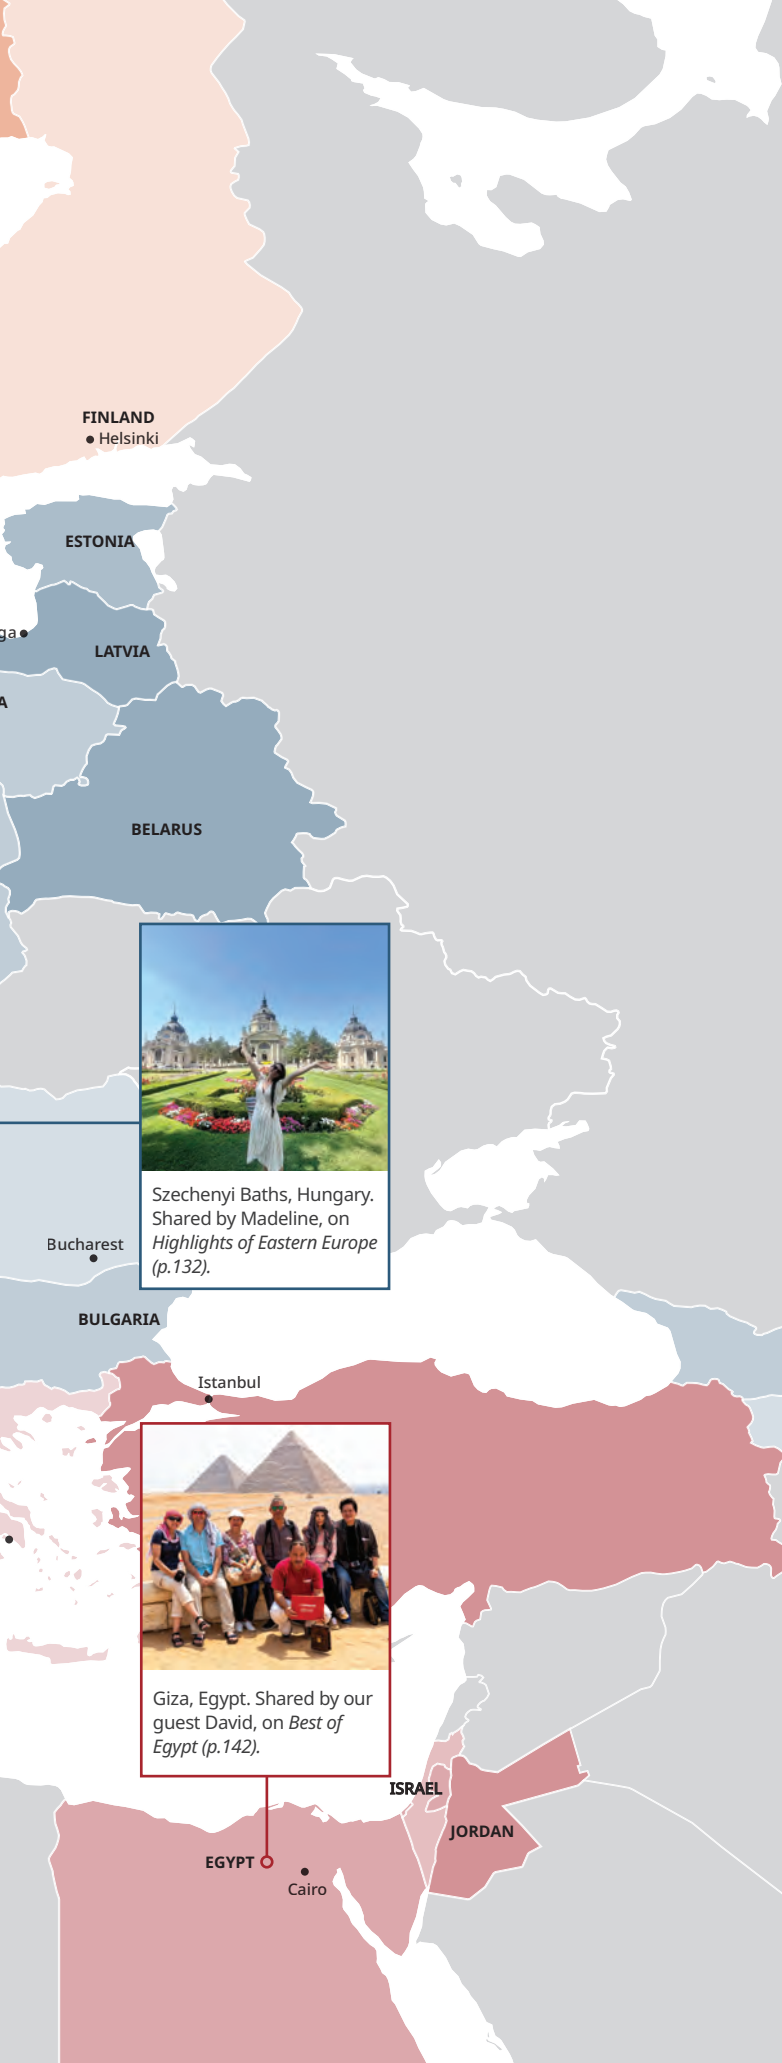 FINLAND
Helsinki
ESTONIA
ga
LATVIA
A
BELARUS
Szechenyi Baths, Hungary.
Shared by Madeline, on
Highlights of Eastern Europe
(p.132).
Bucharest
BULGARIA
Istanbul
Giza, Egypt. Shared by our
guest David, on Best of
Egypt (p.142).
ISRAEL
JORDAN
EGYPT
Cairo